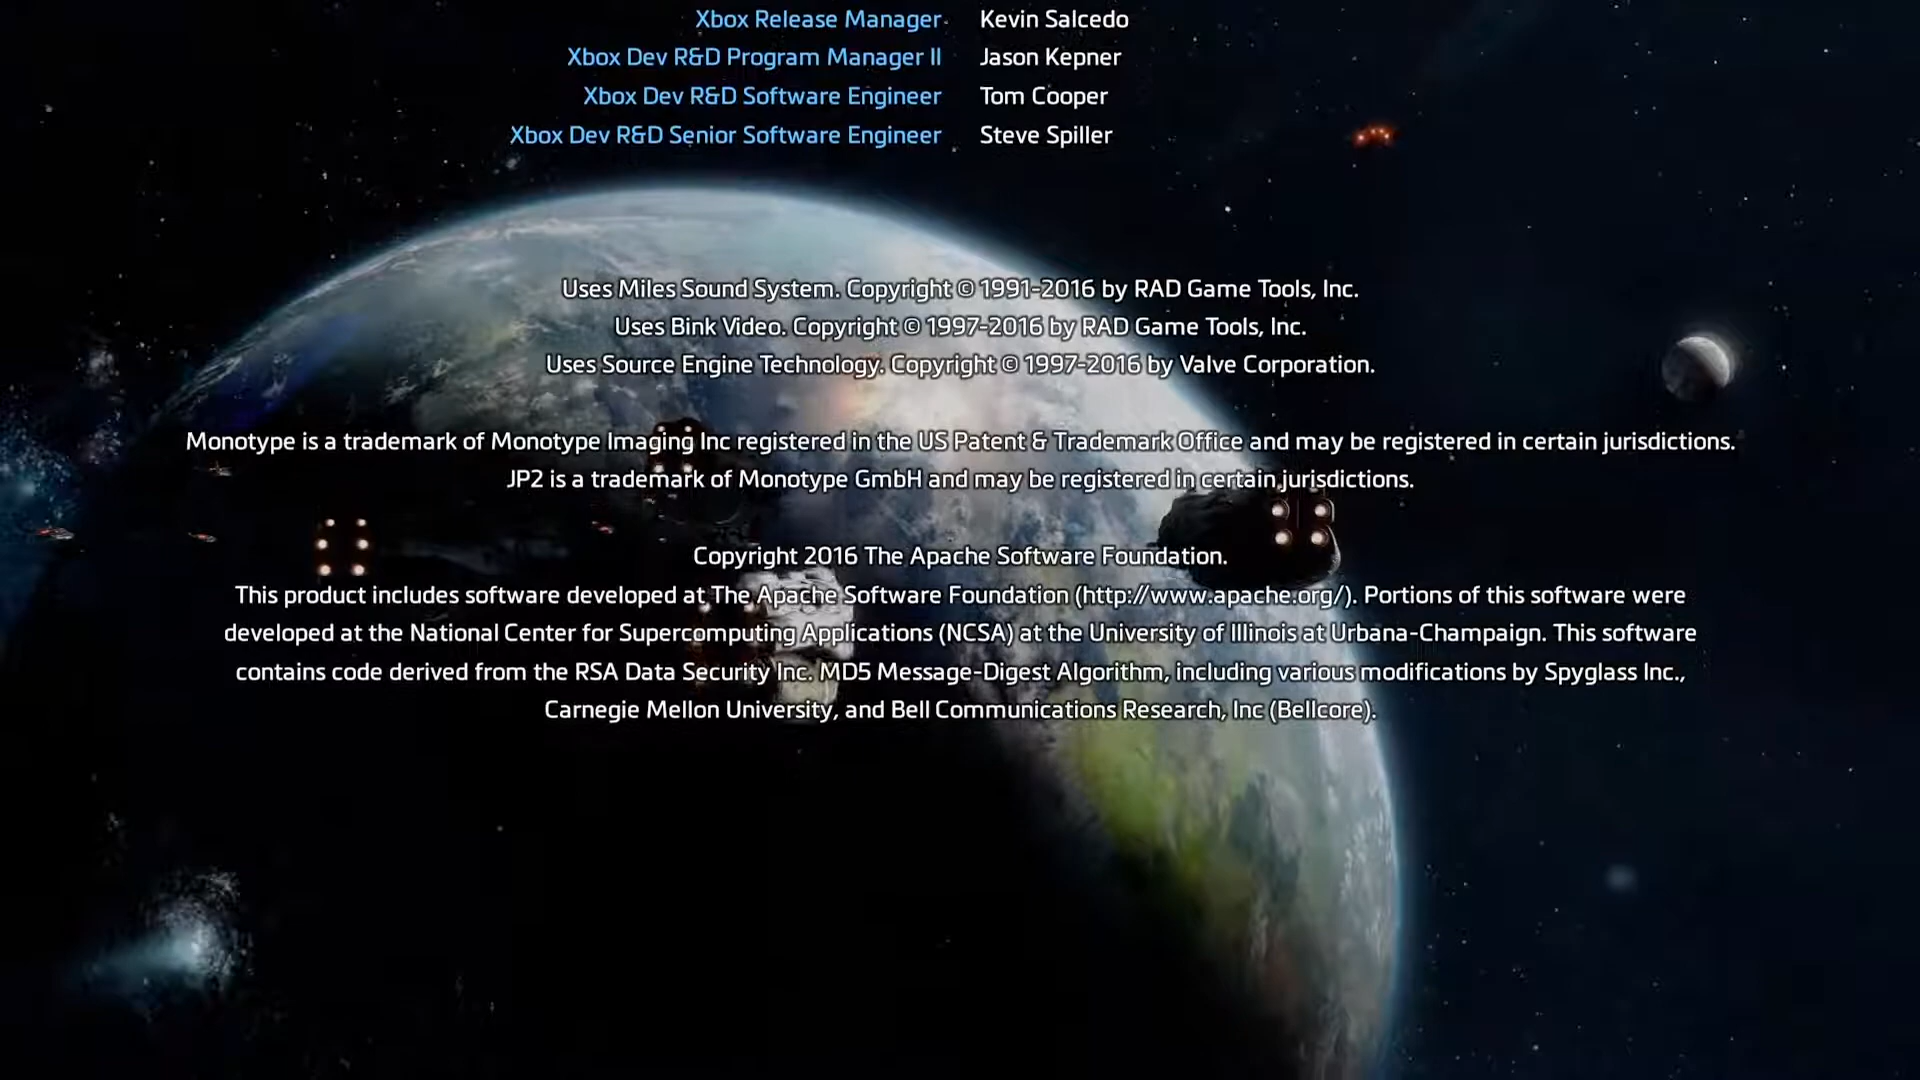 Xbox Release Manager Kevin Salcedo
Xbox Dev R&D Program Manager II Jason Kepner
Xbox Dev R&D Software Engineer Tom Cooper
Xbox Dev R&D Senior Software Engineer Steve Spiller
Uses Miles Sound System. Copyright © 1991-2016 by RAD Game Tools, Inc.
Uses Bink Video. Copyright © 1997-2016 by RAD Game Tools, Inc.
Uses Source Engine Technology. Copyright © 1997-2016 by Valve Corporation.
Monotype is a trademark of Monotype Imaging Inc registered in the US Patent & Trademark Office and may be registered in certain jurisdictions.
JP2 is a trademark of Monotype GmbH and may be registered in certain jurisdictions.
Copyright 2016 The Apache Software Foundation.
This product includes software developed at The Apache Software Foundation (http://www.apache.org/). Portions of this software were
developed at the National Center for Supercomputing Applications (NCSA) at the University of Illinois at Urbana-Champaign. This software
contains code derived from the RSA Data Security Inc. MD5 Message-Digest Algorithm, including various modifications by Spyglass Inc.,
Carnegie Mellon University, and Bell Communications Research, Inc (Bellcore).